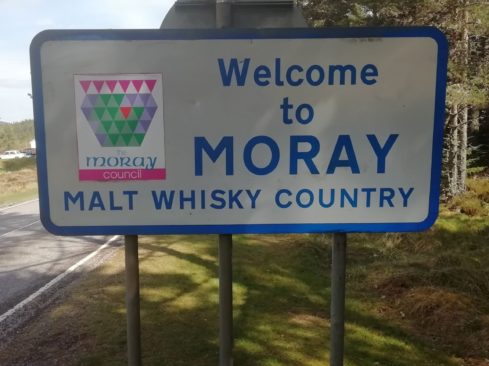 Welcome
to
MORAY
MALT WHISKY COUNTRY
the
moray
council